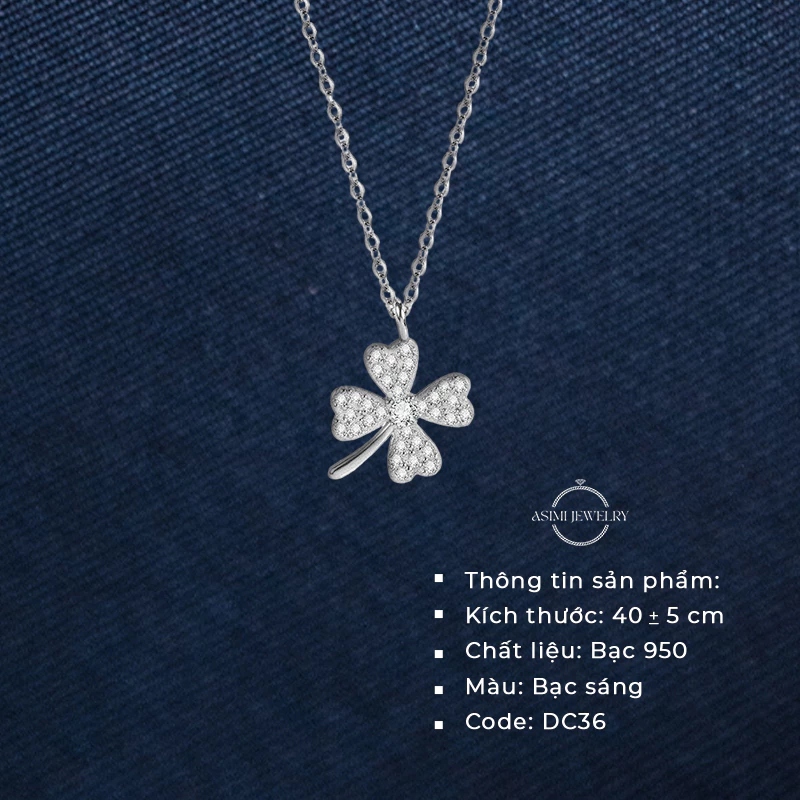 ASIMI JEWELRY
Thông tin sản phẩm:
Kích thước: 40 ± 5 cm
Chất liệu: Bạc 950
Màu: Bạc sáng
Code: DC36